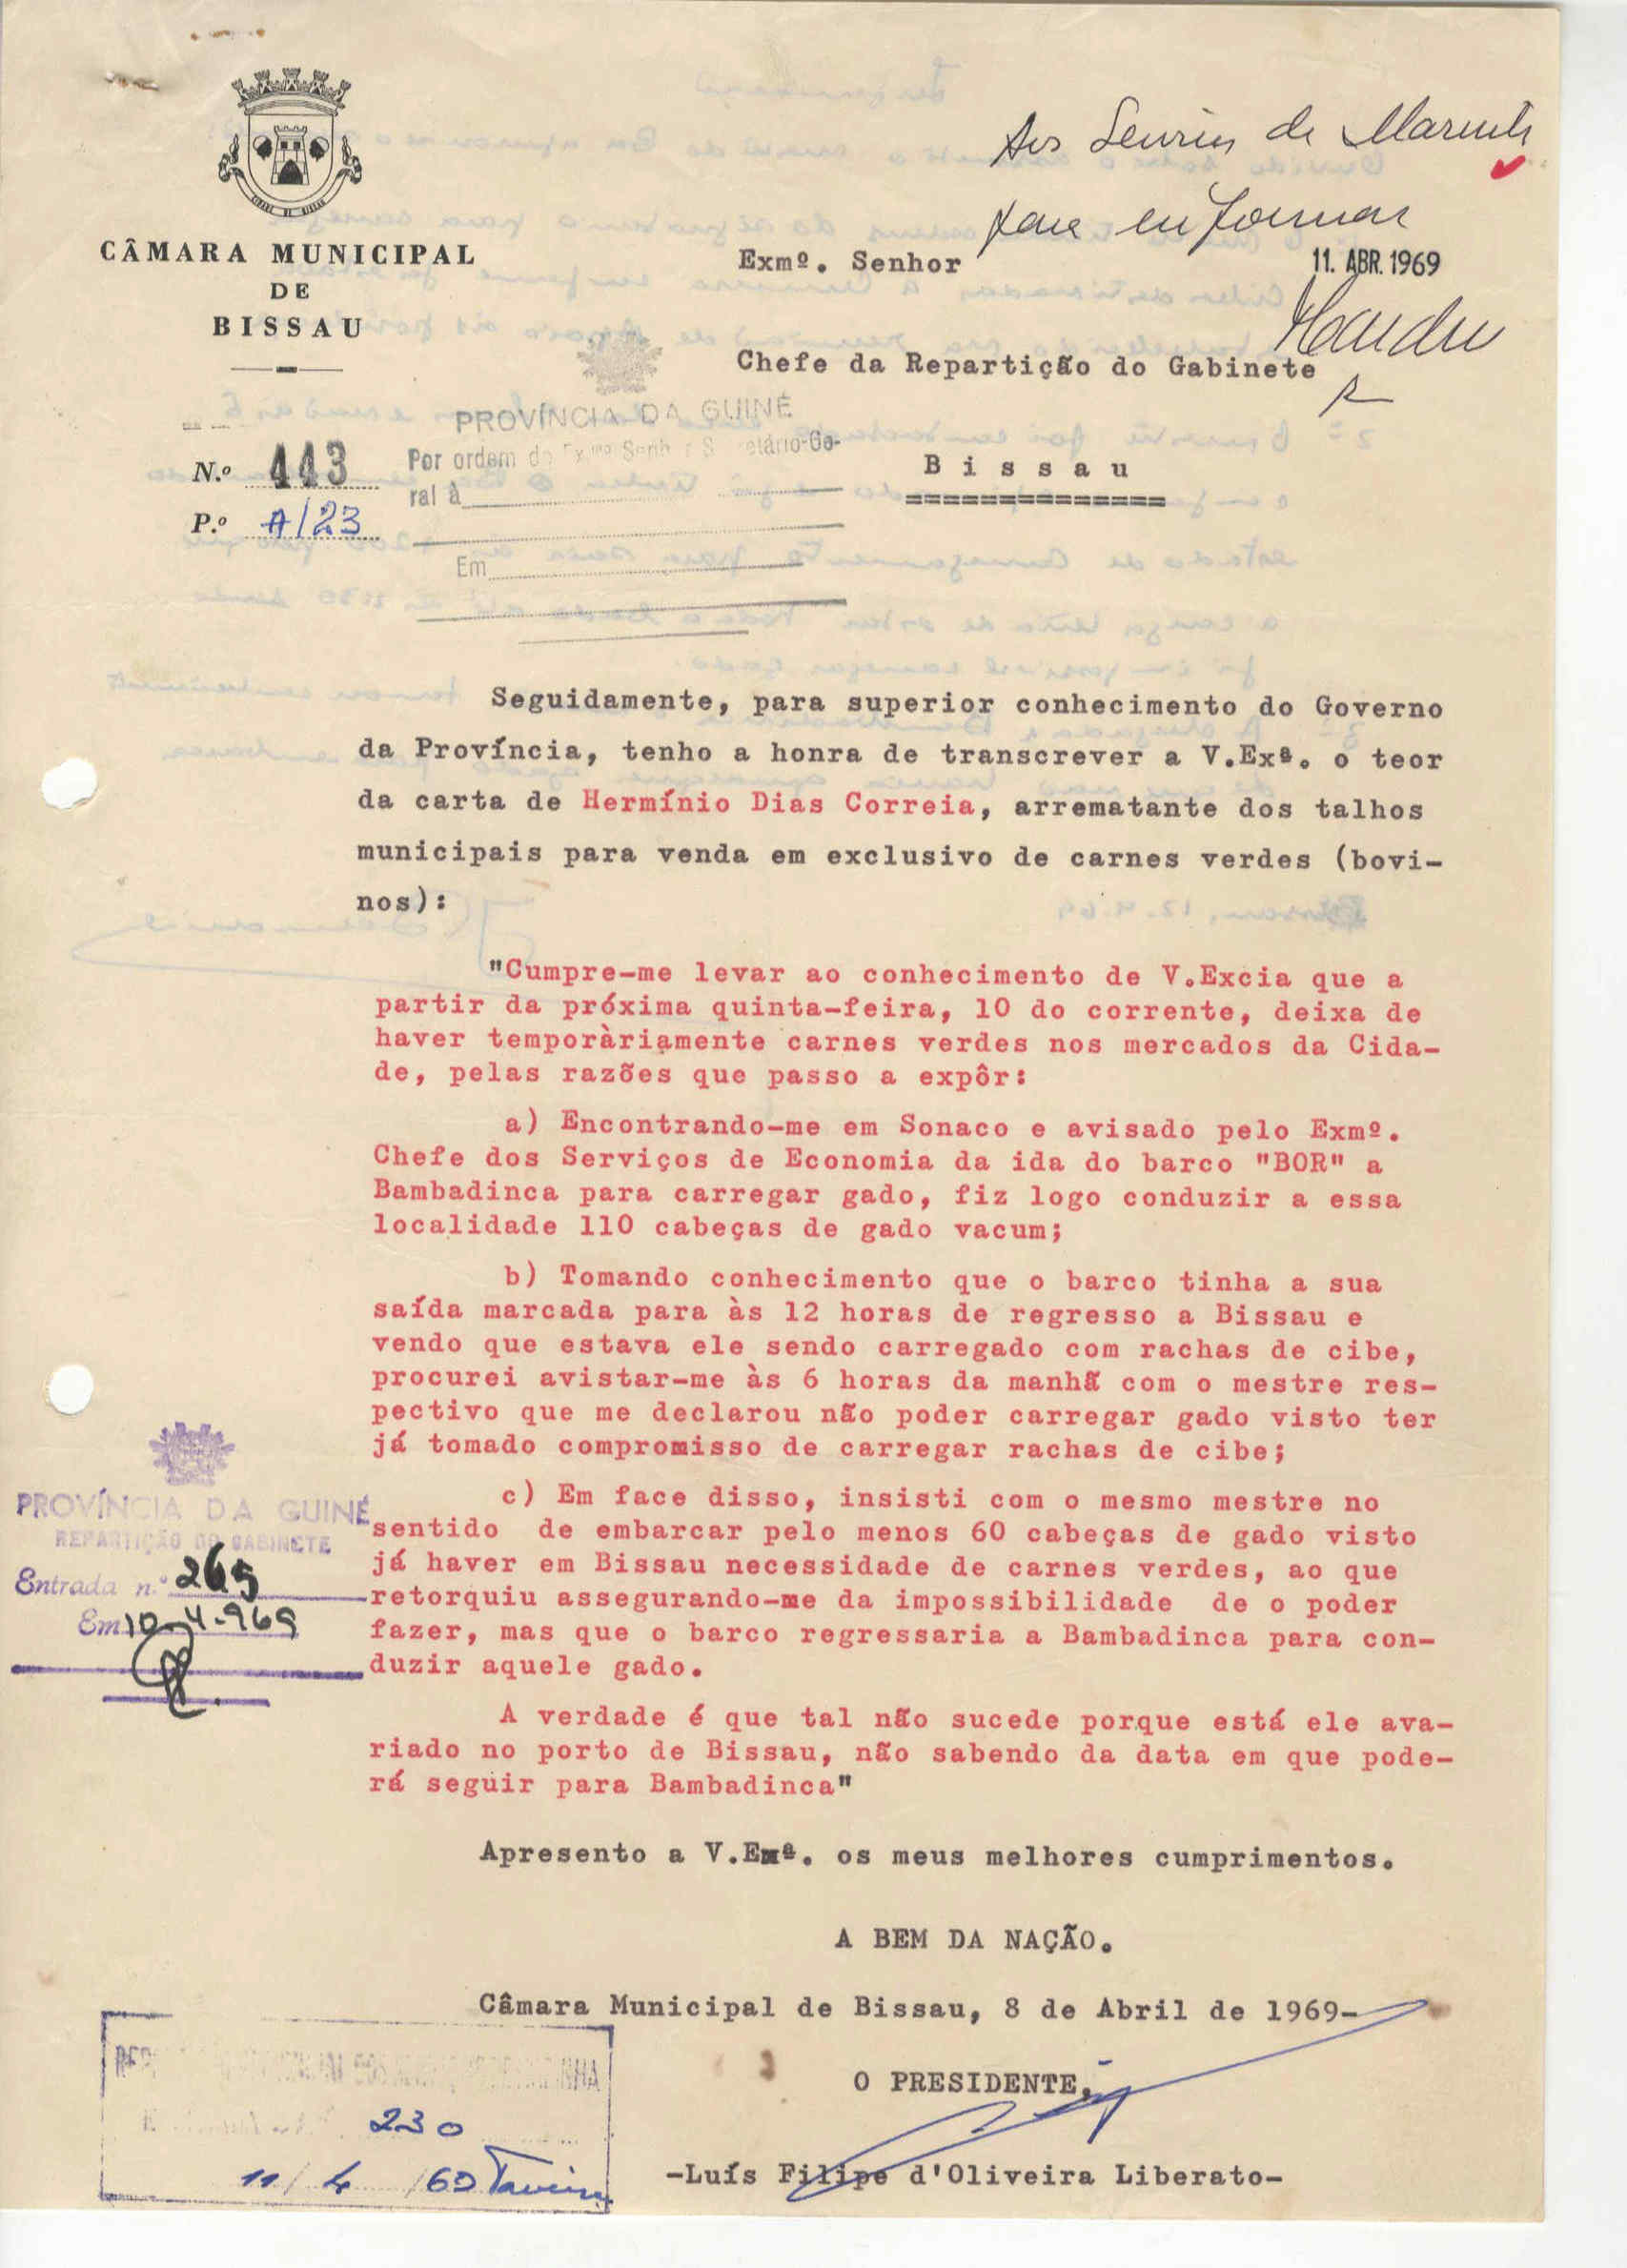 CÂMARA MUNICIPAL
DE
BISSAU
Aos de
para informar
11. ABR. 1969
Exmº. Senhor
Chefe da Repartição do Gabinete
B i s s a u
==============
PROVÍNCIA DA GUINÉ
Por ordem do Exmo Senhor Secretário-Ge-
ral à
Em
N.º 443
P.º A/23
Seguidamente, para superior conhecimento do Governo
da Província, tenho a honra de transcrever a V.Exª. o teor
da carta de Hermínio Dias Correia, arrematante dos talhos
municipais para venda em exclusivo de carnes verdes (bovi-
nos):
"Cumpre-me levar ao conhecimento de V.Excia que a
partir da próxima quinta-feira, 10 do corrente, deixa de
haver temporàriamente carnes verdes nos mercados da Cida-
de, pelas razões que passo a expôr:
a) Encontrando-me em Sonaco e avisado pelo Exmº.
Chefe dos Serviços de Economia da ida do barco "BOR" a
Bambadinca para carregar gado, fiz logo conduzir a essa
localidade 110 cabeças de gado vacum;
b) Tomando conhecimento que o barco tinha a sua
saída marcada para às 12 horas de regresso a Bissau e
vendo que estava ele sendo carregado com rachas de cibe,
procurei avistar-me às 6 horas da manhã com o mestre res-
pectivo que me declarou não poder carregar gado visto ter
já tomado compromisso de carregar rachas de cibe;
c) Em face disso, insisti com o mesmo mestre no
sentido de embarcar pelo menos 60 cabeças de gado visto
já haver em Bissau necessidade de carnes verdes, ao que
retorquiu assegurando-me da impossibilidade de o poder
fazer, mas que o barco regressaria a Bambadinca para con-
duzir aquele gado.
A verdade é que tal não sucede porque está ele ava-
riado no porto de Bissau, não sabendo da data em que pode-
rá seguir para Bambadinca"
PROVÍNCIA DA GUINÉ
REPARTIÇÃO DO GABINETE
Entrada n.º 265
Em 10-4-969
Apresento a V.Exª. os meus melhores cumprimentos.
A BEM DA NAÇÃO.
Câmara Municipal de Bissau, 8 de Abril de 1969-
O PRESIDENTE,
-Luís Filipe d'Oliveira Liberato-
230
11/4/69